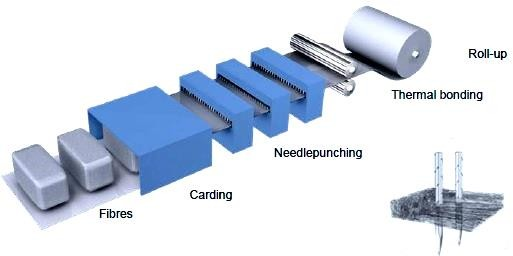 Roll-up
Thermal bonding
Needlepunching
Carding
Fibres